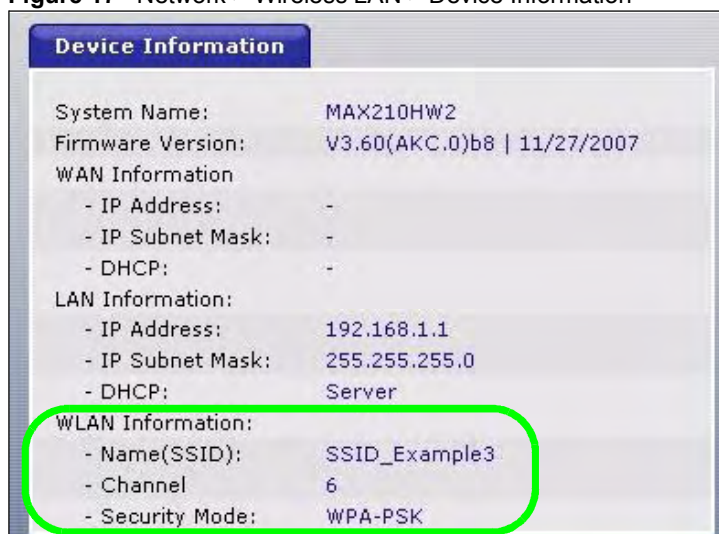 Figure 17 Network > Wireless LAN > Device Information
Device Information
System Name: MAX210HW2
Firmware Version: V3.60(AKC.0)b8 | 11/27/2007
WAN Information
- IP Address: -
- IP Subnet Mask: -
- DHCP: -
LAN Information:
- IP Address: 192.168.1.1
- IP Subnet Mask: 255.255.255.0
- DHCP: Server
WLAN Information:
- Name(SSID): SSID_Example3
- Channel 6
- Security Mode: WPA-PSK